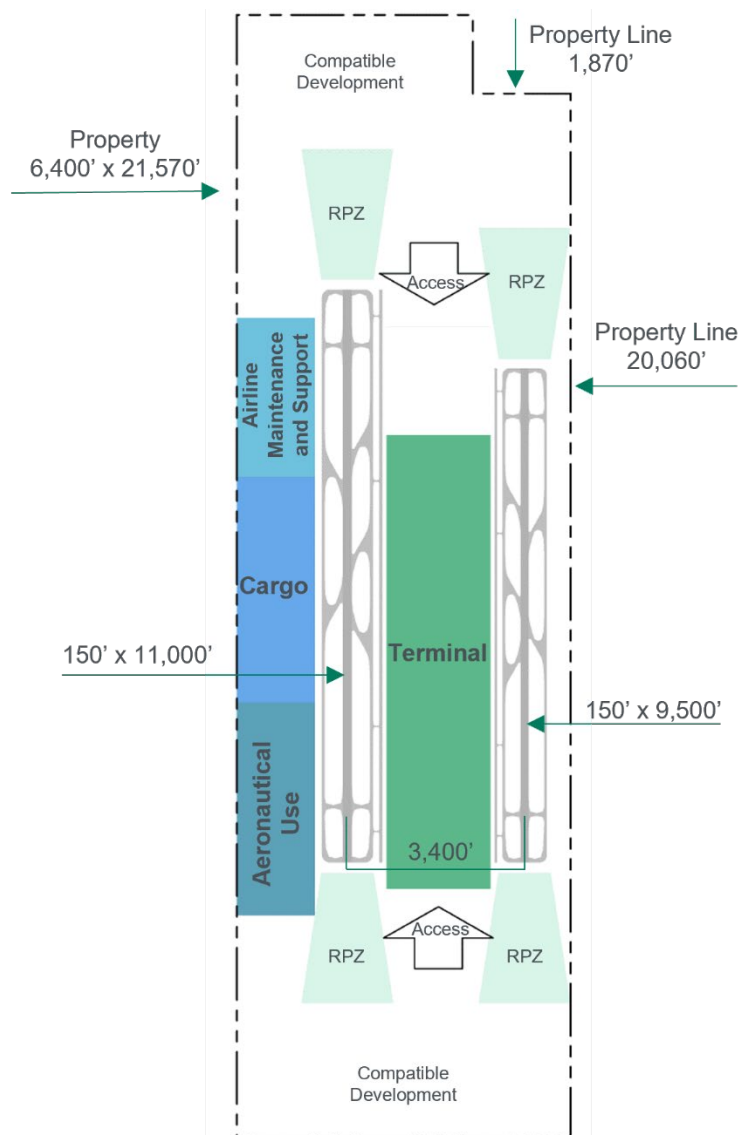 Property Line
1,870’
Compatible
Development
Property
6,400’ x 21,570’
RPZ
Access
RPZ
Property Line
20,060’
Airline
Maintenance
and Support
Cargo
Terminal
150’ x 11,000’
150’ x 9,500’
Aeronautical
Use
3,400’
Access
RPZ
RPZ
Compatible
Development